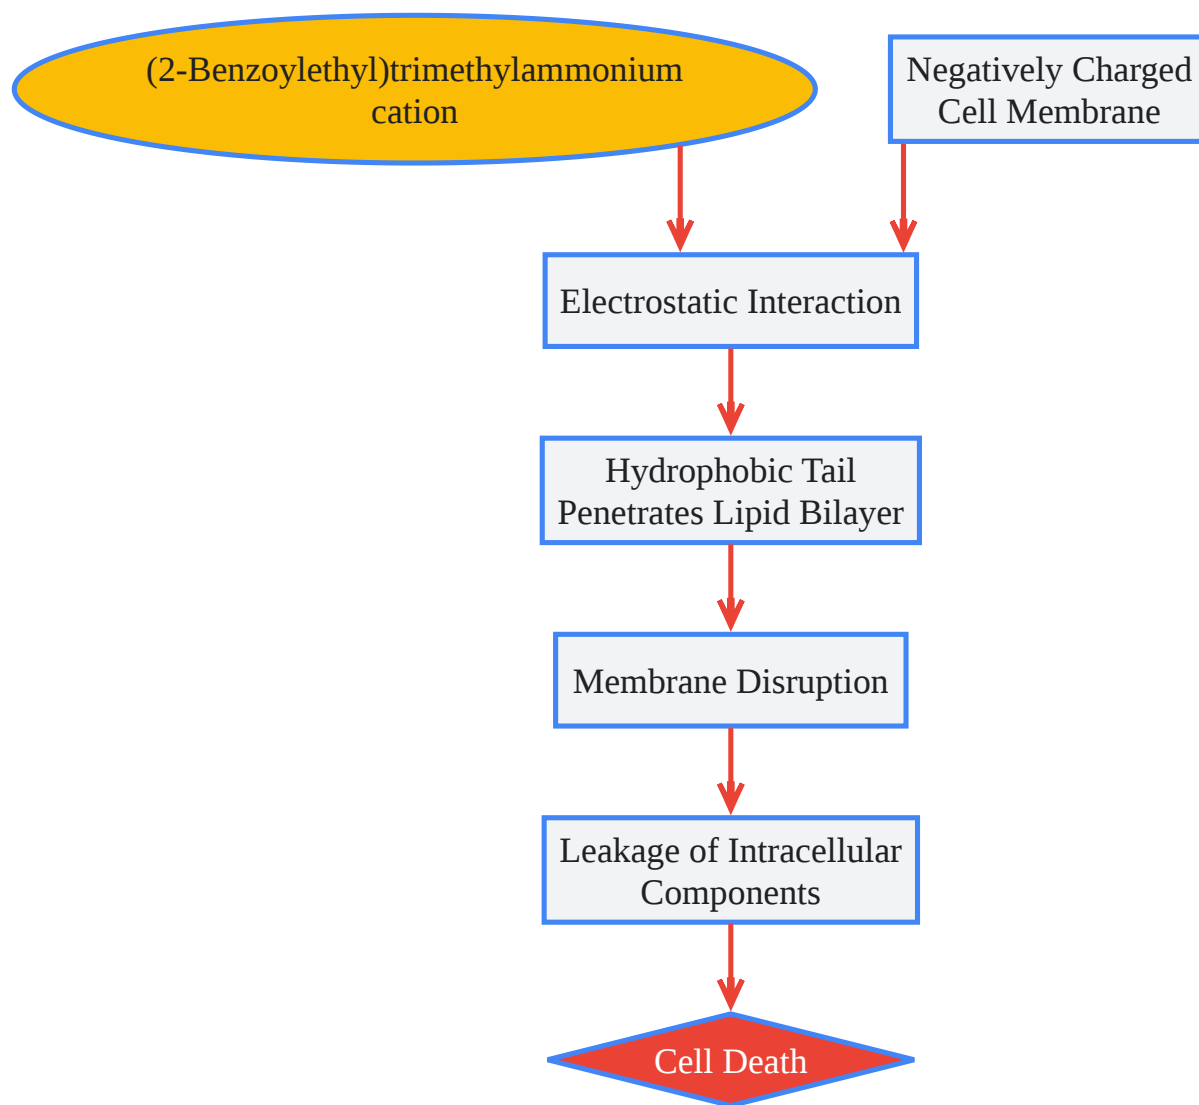 (2-Benzoylethyl)trimethylammonium
cation
Negatively Charged
Cell Membrane
Electrostatic Interaction
Hydrophobic Tail
Penetrates Lipid Bilayer
Membrane Disruption
Leakage of Intracellular
Components
Cell Death